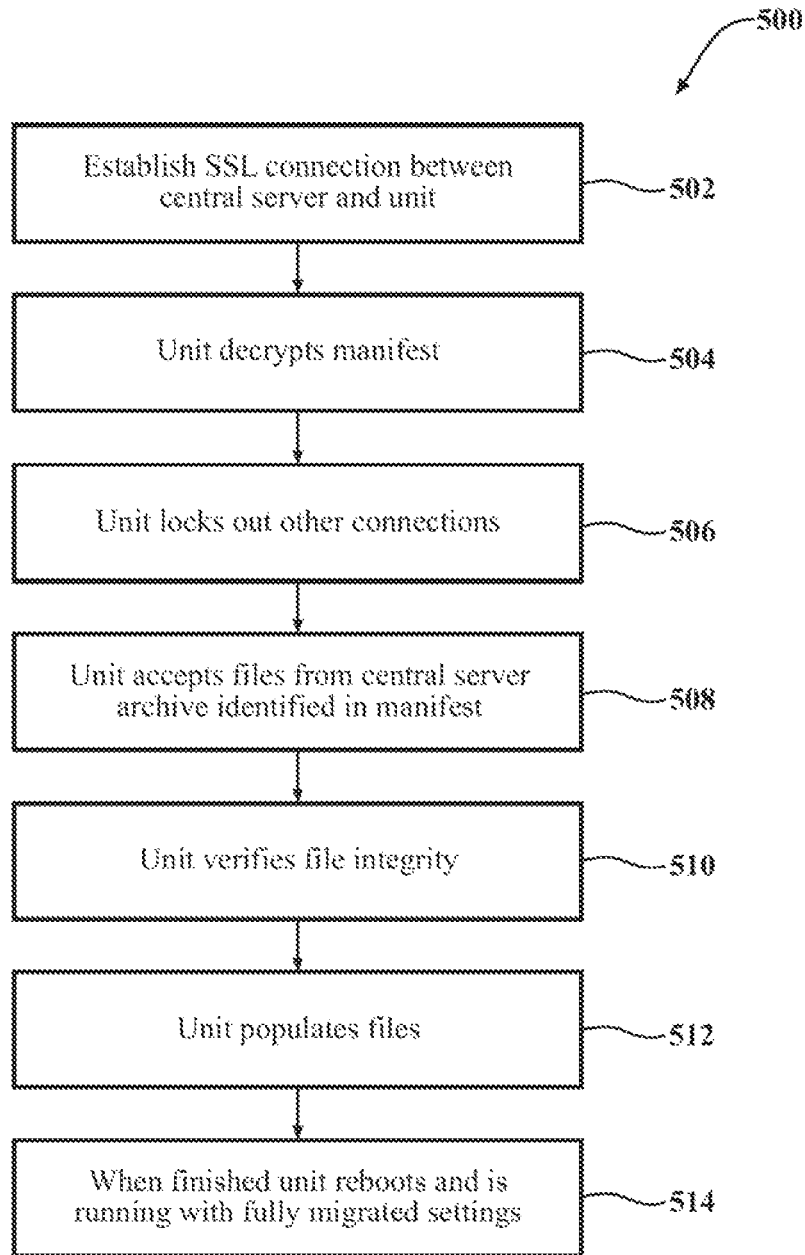 500
Establish SSL connection between
central server and unit
502
Unit decrypts manifest
504
Unit locks out other connections
506
Unit accepts files from central server
archive identified in manifest
508
Unit verifies file integrity
510
Unit populates files
512
When finished unit reboots and is
running with fully migrated settings
514